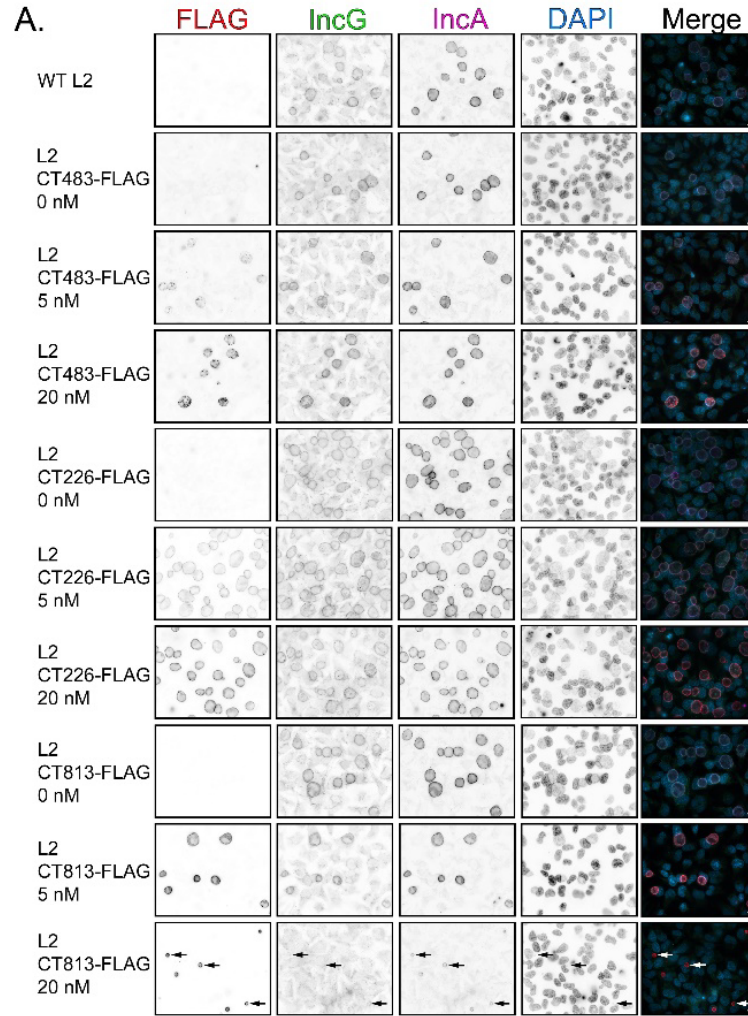 A.
FLAG IncG IncA DAPI Merge
WT L2
L2
CT483-FLAG
0 nM
L2
CT483-FLAG
5 nM
L2
CT483-FLAG
20 nM
L2
CT226-FLAG
0 nM
L2
CT226-FLAG
5 nM
L2
CT226-FLAG
20 nM
L2
CT813-FLAG
0 nM
L2
CT813-FLAG
5 nM
L2
CT813-FLAG
20 nM